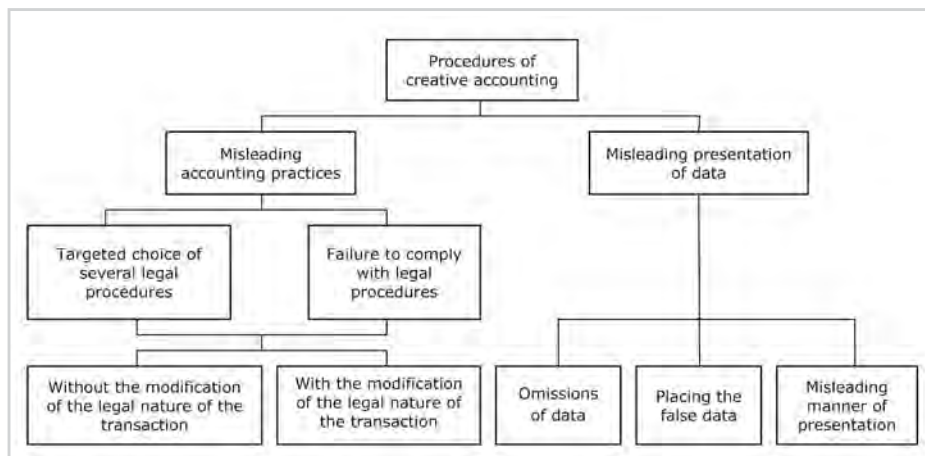 Procedures of
creative accounting
Misleading
accounting practices
Misleading presentation
of data
Targeted choice of
several legal
procedures
Failure to comply
with legal
procedures
Without the modification
of the legal nature of the
transaction
With the modification
of the legal nature of
the transaction
Omissions
of data
Placing the
false data
Misleading
manner of
presentation